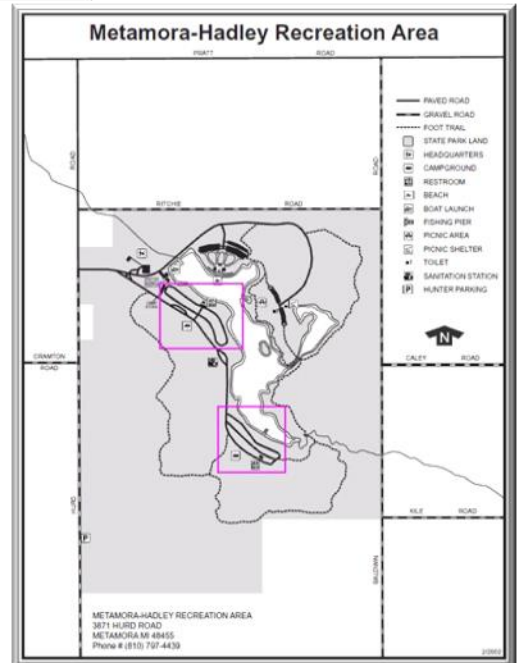 Metamora-Hadley Recreation Area
PRATT ROAD
PAVED ROAD
GRAVEL ROAD
FOOT TRAIL
STATE PARK LAND
HEADQUARTERS
CAMPGROUND
RESTROOM
BEACH
BOAT LAUNCH
FISHING PIER
PICNIC AREA
PICNIC SHELTER
TOILET
SANITATION STATION
P HUNTER PARKING
ROAD
ROAD
RITCHIE ROAD
N
CRAMTON
ROAD
CALEY ROAD
HURD
KILE ROAD
P
METAMORA-HADLEY RECREATION AREA
3871 HURD ROAD
METAMORA MI 48455
Phone # (810) 797-4439
2/2002